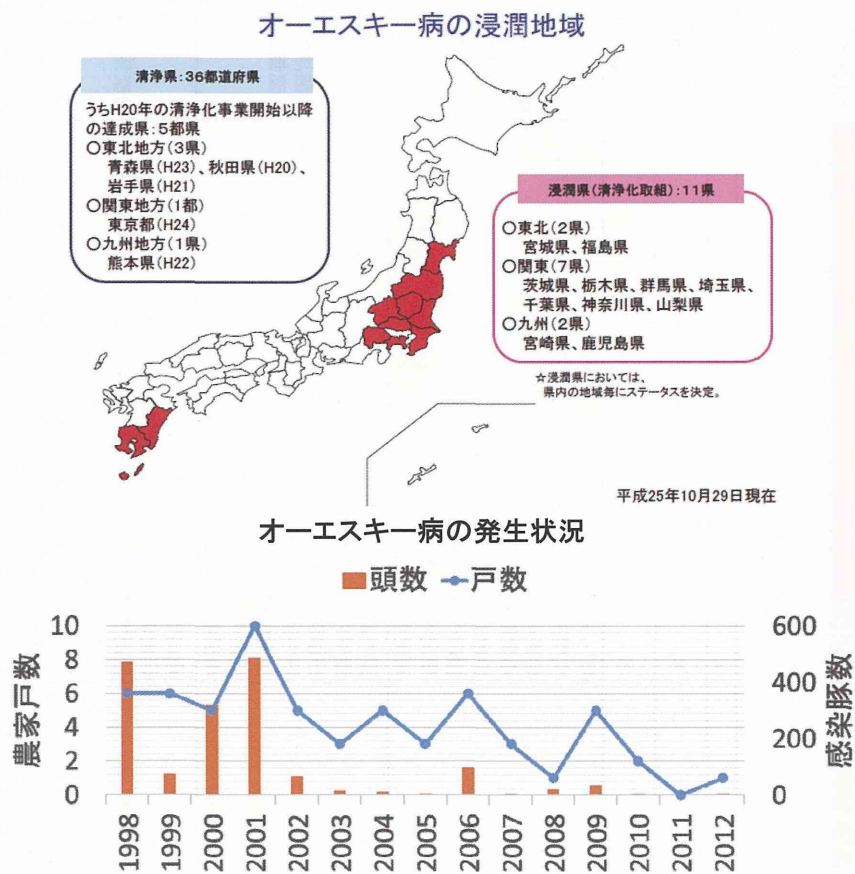 オーエスキー病の浸潤地域
清浄県:36都道府県
うちH20年の清浄化事業開始以降
の達成県:5都県
○東北地方(3県)
青森県(H23)、秋田県(H20)、
岩手県(H21)
○関東地方(1都)
東京都(H24)
○九州地方(1県)
熊本県(H22)
浸潤県(清浄化取組):11県
○東北(2県)
宮城県、福島県
○関東(7県)
茨城県、栃木県、群馬県、埼玉県、
千葉県、神奈川県、山梨県
○九州(2県)
宮崎県、鹿児島県
☆浸潤県においては、
県内の地域毎にステータスを決定。
平成25年10月29日現在
オーエスキー病の発生状況
頭数 戸数
農家戸数
10
8
6
4
2
0
600
400
200
0
感染豚数
1998 1999 2000 2001 2002 2003 2004 2005 2006 2007 2008 2009 2010 2011 2012